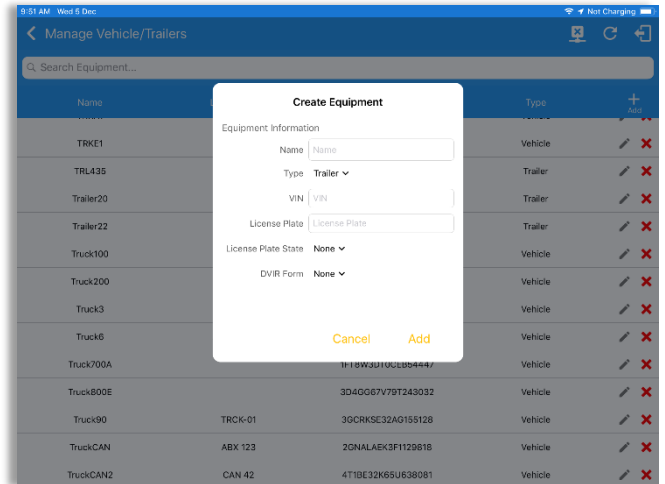 9:51 AM Wed 5 Dec
Not Charging
Manage Vehicle/Trailers
Search Equipment...
Name
Type
Add
Create Equipment
Equipment Information
Name Name
Type Trailer
VIN VIN
License Plate License Plate
License Plate State None
DVIR Form None
Cancel Add
TRKE1 Vehicle
TRL435 Trailer
Trailer20 Trailer
Trailer22 Trailer
Truck100 Vehicle
Truck200 Vehicle
Truck3 Vehicle
Truck6 Vehicle
Truck700A Vehicle
Truck800E 3D4GG67V79T243032 Vehicle
Truck90 TRCK-01 3GCRKSE32AG155128 Vehicle
TruckCAN ABX 123 2GNALAEK3F1129618 Vehicle
TruckCAN2 CAN 42 4T1BE32K65U638081 Vehicle